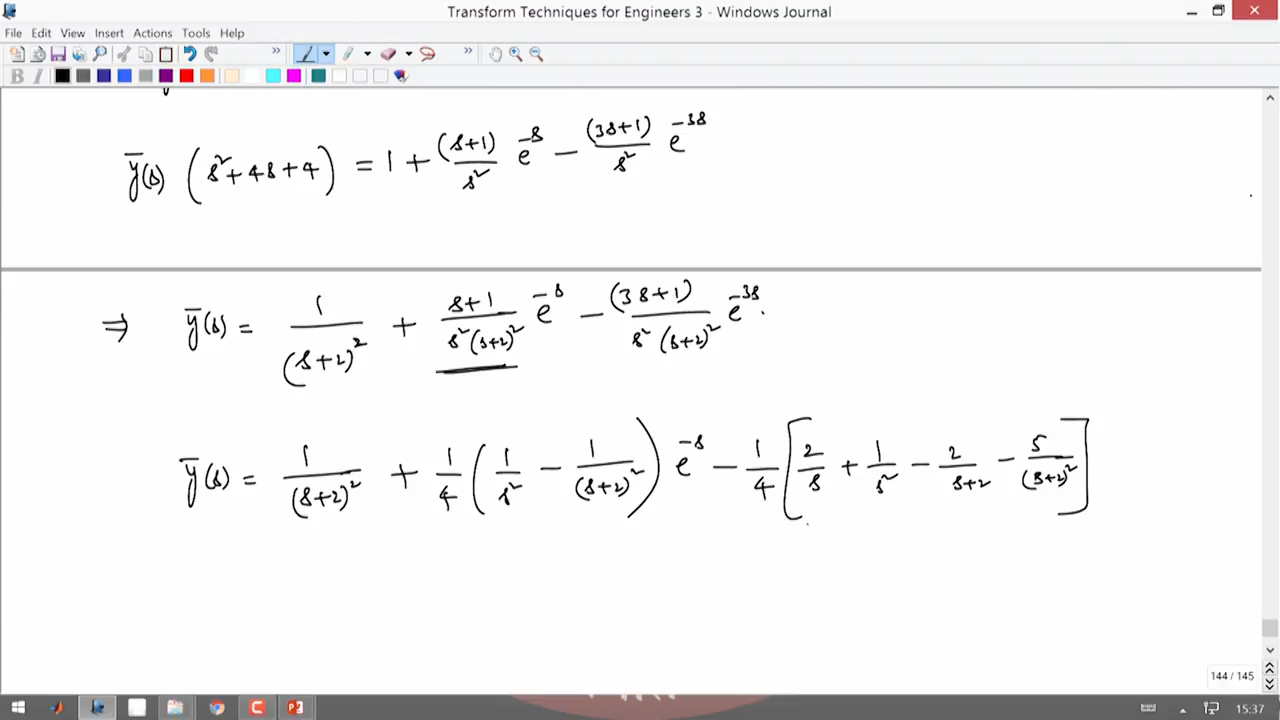 Transform Techniques for Engineers 3 - Windows Journal
File Edit View Insert Actions Tools Help
B I
ȳ(s) (s² + 4s + 4) = 1 + (s+1)/s² e^-s − (3s+1)/s² e^-3s
⇒ ȳ(s) = 1/(s+2)² + s+1/s²(s+2)² e^-s − (3s+1)/s²(s+2)² e^-3s.
ȳ(s) = 1/(s+2)² + 1/4 (1/s² − 1/(s+2)²) e^-s − 1/4 [2/s + 1/s² − 2/s+2 − 5/(s+2)²]
144 / 145
15:37